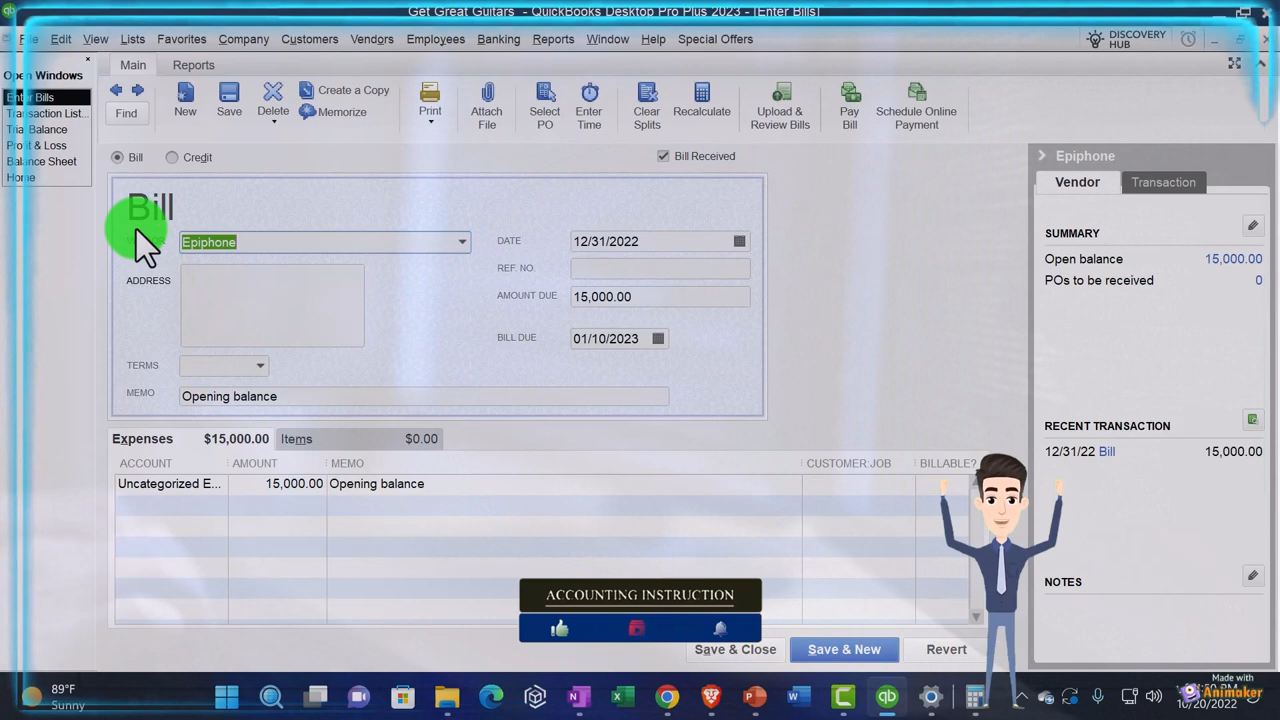 Get Great Guitars - QuickBooks Desktop Pro Plus 2023 - [Enter Bills]
File Edit View Lists Favorites Company Customers Vendors Employees Banking Reports Window Help Special Offers
DISCOVERY HUB
Open Windows
Enter Bills
Transaction List...
Trial Balance
Profit & Loss
Balance Sheet
Home
Main Reports
Find
New
Save
Delete
Create a Copy
Memorize
Print
Attach File
Select PO
Enter Time
Clear Splits
Recalculate
Upload & Review Bills
Pay Bill
Schedule Online Payment
Bill Credit
Bill Received
Bill
Epiphone
ADDRESS
TERMS
MEMO Opening balance
DATE 12/31/2022
REF. NO.
AMOUNT DUE 15,000.00
BILL DUE 01/10/2023
Expenses $15,000.00 Items $0.00
ACCOUNT AMOUNT MEMO CUSTOMER:JOB BILLABLE?
Uncategorized E... 15,000.00 Opening balance
Epiphone
Vendor Transaction
SUMMARY
Open balance 15,000.00
POs to be received 0
RECENT TRANSACTION
12/31/22 Bill 15,000.00
NOTES
ACCOUNTING INSTRUCTION
Save & Close Save & New Revert
89°F
Sunny
Made with
Animaker
10/20/2022